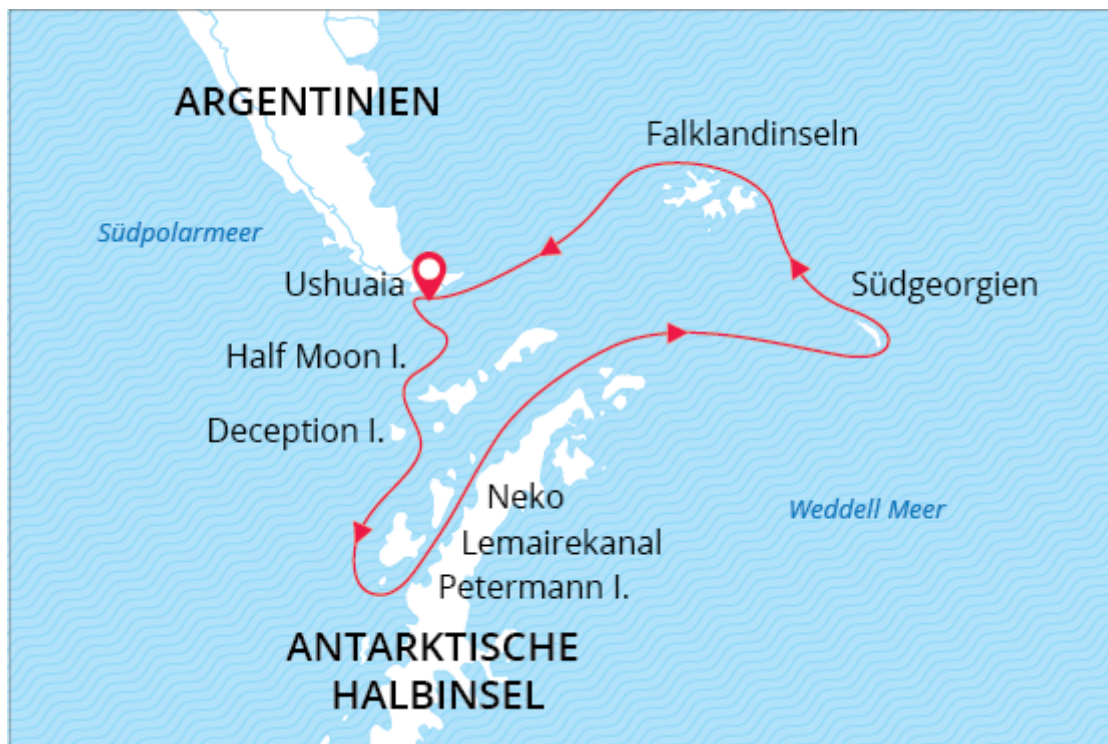 ARGENTINIEN
Falklandinseln
Südpolarmeer
Ushuaia
Südgeorgien
Half Moon I.
Deception I.
Neko
Weddell Meer
Lemairekanal
Petermann I.
ANTARKTISCHE
HALBINSEL